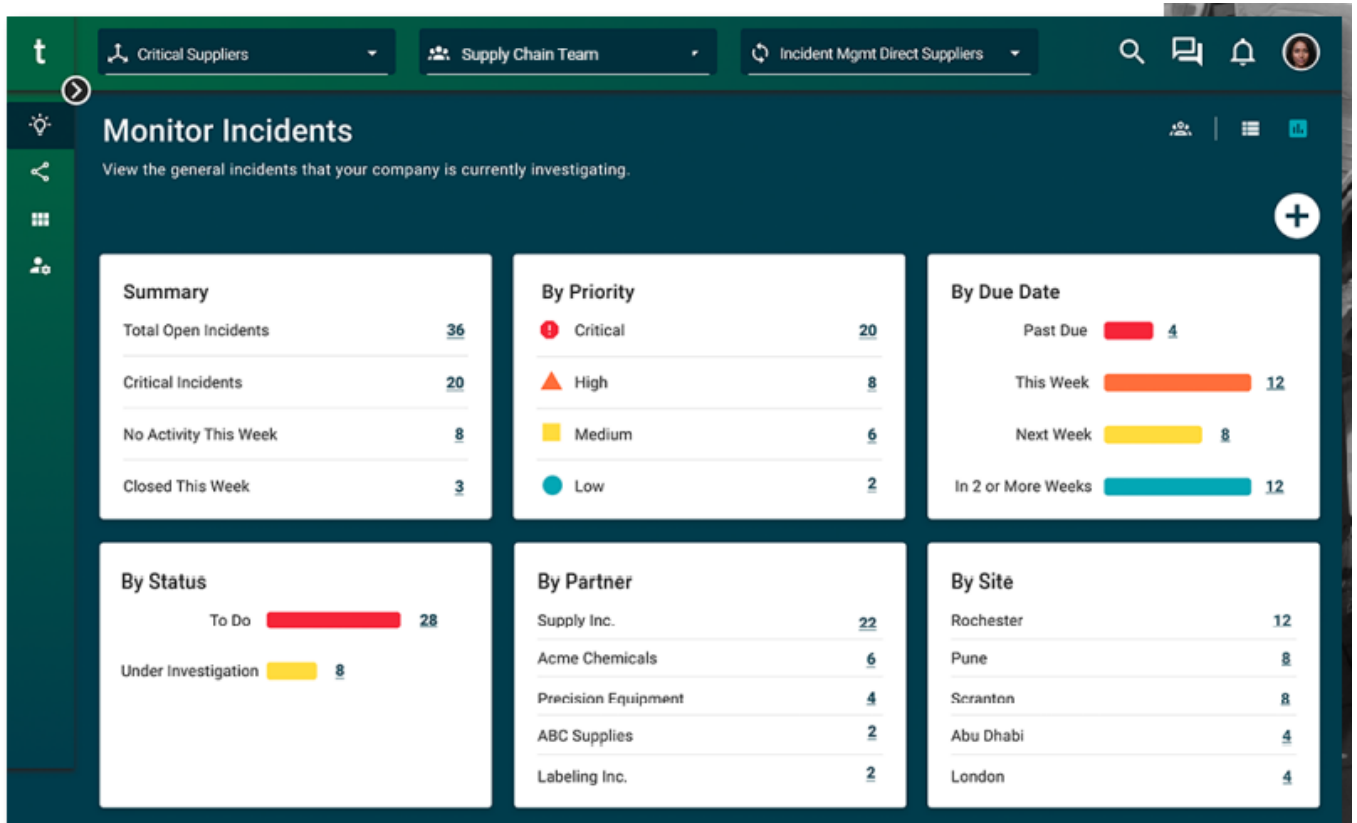 t
Critical Suppliers
Supply Chain Team
Incident Mgmt Direct Suppliers
Monitor Incidents
View the general incidents that your company is currently investigating.
Summary
Total Open Incidents 36
Critical Incidents 20
No Activity This Week 8
Closed This Week 3
By Priority
Critical 20
High 8
Medium 6
Low 2
By Due Date
Past Due 4
This Week 12
Next Week 8
In 2 or More Weeks 12
By Status
To Do 28
Under Investigation 8
By Partner
Supply Inc. 22
Acme Chemicals 6
Precision Equipment 4
ABC Supplies 2
Labeling Inc. 2
By Site
Rochester 12
Pune 8
Scranton 8
Abu Dhabi 4
London 4